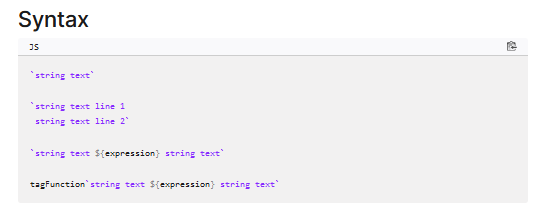 Syntax
JS
`string text`
`string text line 1
 string text line 2`
`string text ${expression} string text`
tagFunction`string text ${expression} string text`